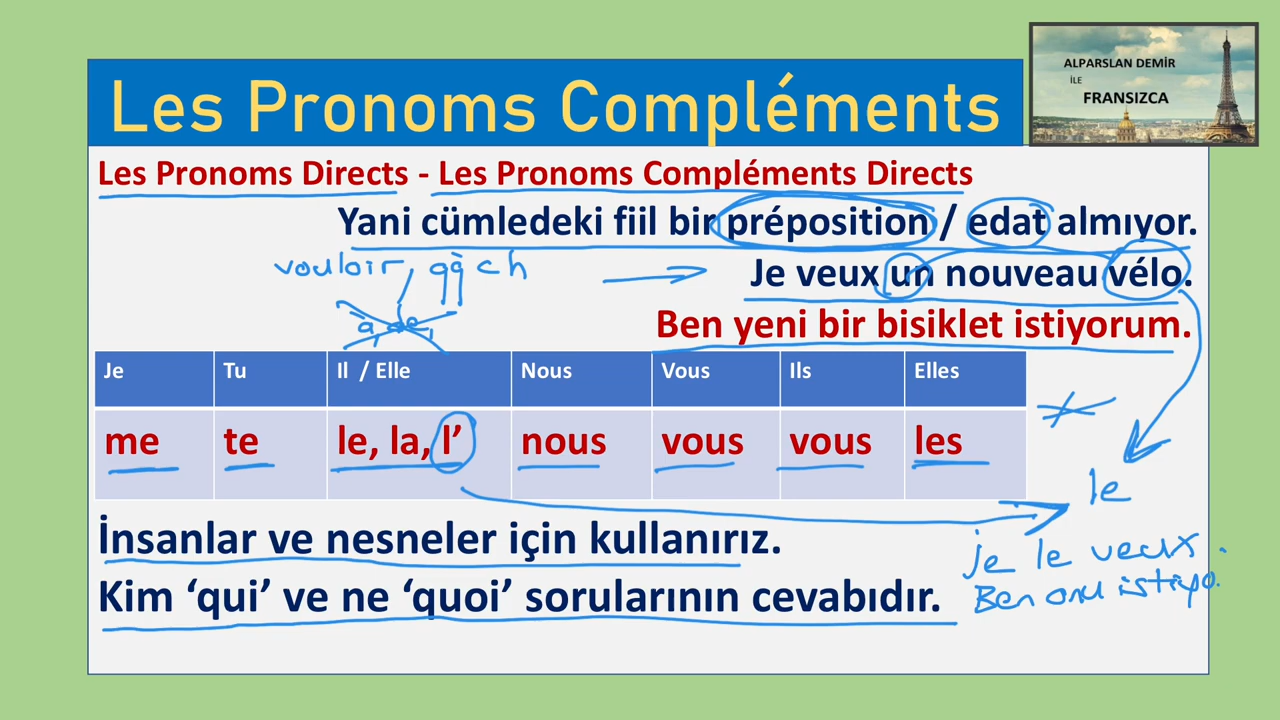 ALPARSLAN DEMİR
İLE
FRANSIZCA
Les Pronoms Compléments
Les Pronoms Directs - Les Pronoms Compléments Directs
Yani cümledeki fiil bir préposition / edat almıyor.
vouloir, qqch
Je veux un nouveau vélo.
à, de,
Ben yeni bir bisiklet istiyorum.
Je Tu Il / Elle Nous Vous Ils Elles
me te le, la, l’ nous vous vous les
le
İnsanlar ve nesneler için kullanırız.
je le veux.
Kim ‘qui’ ve ne ‘quoi’ sorularının cevabıdır.
Ben onu istiyo.